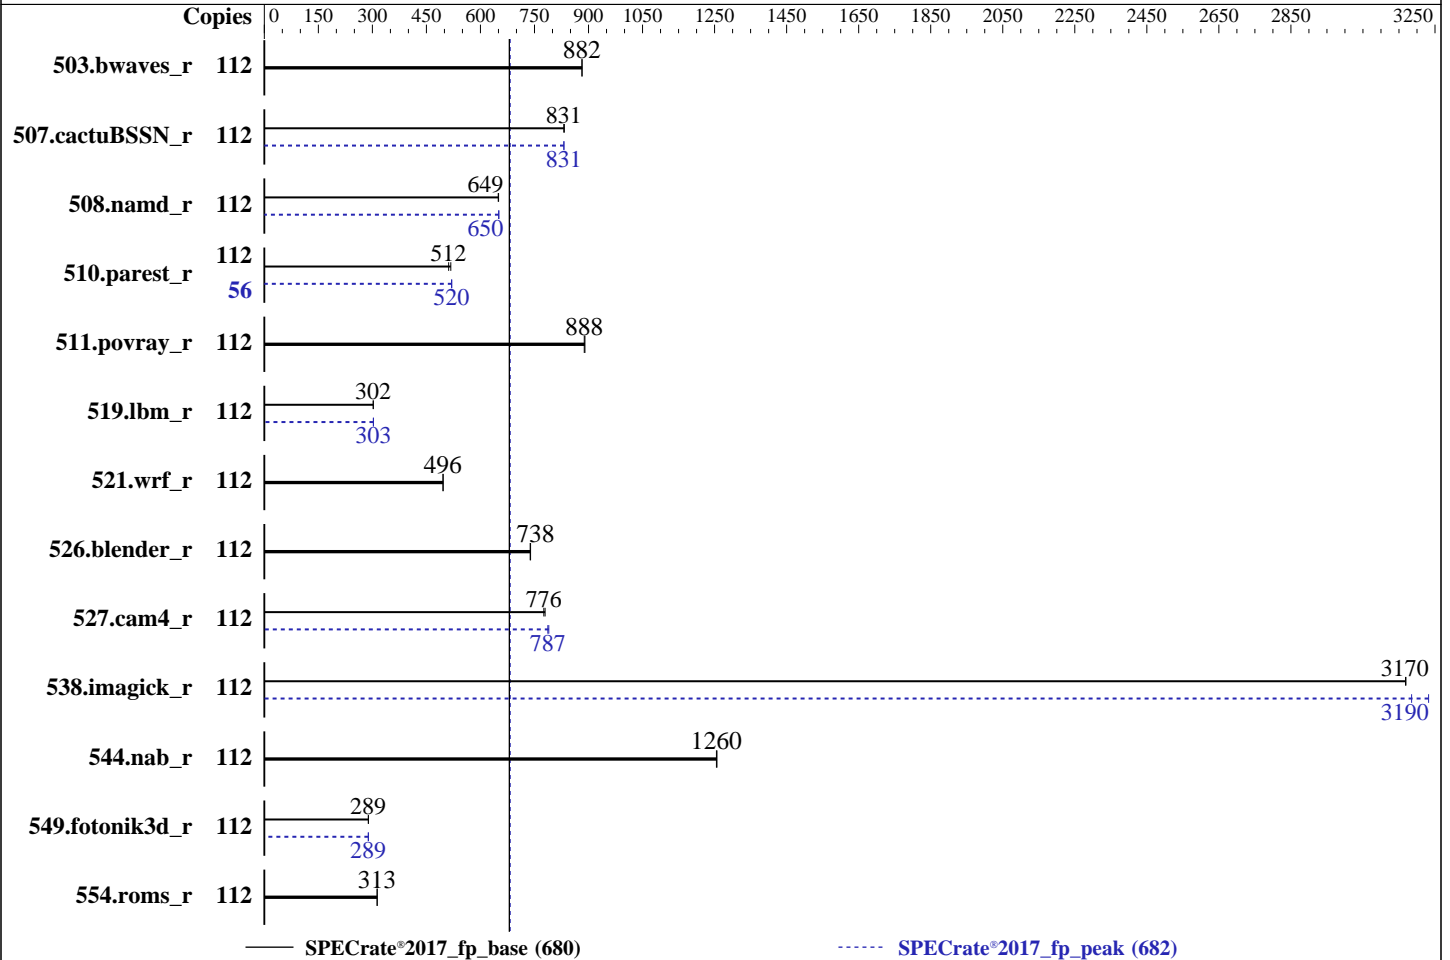 Copies 0 150 300 450 600 750 900 1050 1250 1450 1650 1850 2050 2250 2450 2650 2850 3250
882
503.bwaves_r 112
831
507.cactuBSSN_r 112
831
649
508.namd_r 112
650
112 512
510.parest_r
56 520
888
511.povray_r 112
302
519.lbm_r 112
303
496
521.wrf_r 112
738
526.blender_r 112
776
527.cam4_r 112
787
3170
538.imagick_r 112
3190
1260
544.nab_r 112
289
549.fotonik3d_r 112
289
313
554.roms_r 112
SPECrate®2017_fp_base (680) SPECrate®2017_fp_peak (682)